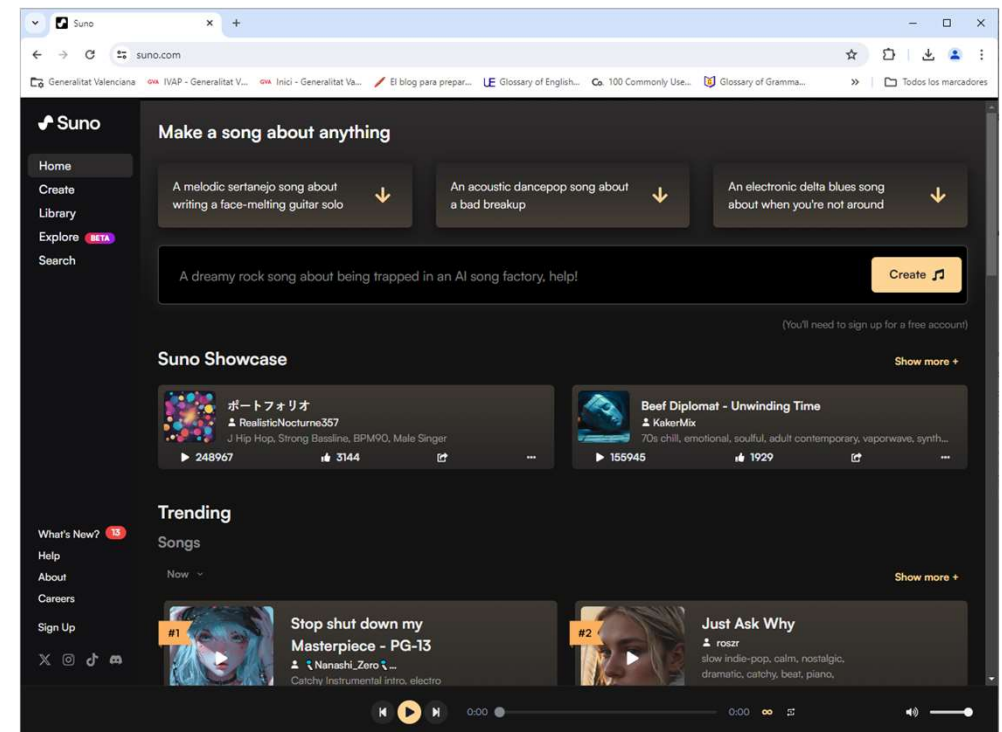 Suno
suno.com
Generalitat Valenciana
GVA IVAP - Generalitat V...
GVA Inici - Generalitat Va...
El blog para prepar...
UE Glossary of English...
Co. 100 Commonly Use...
Glossary of Gramma...
Todos los marcadores
Suno
Home
Create
Library
Explore BETA
Search
What's New? 13
Help
About
Careers
Sign Up
Make a song about anything
A melodic sertanejo song about
writing a face-melting guitar solo
An acoustic dancepop song about
a bad breakup
An electronic delta blues song
about when you're not around
A dreamy rock song about being trapped in an AI song factory, help!
Create
(You'll need to sign up for a free account)
Suno Showcase
Show more +
ポートフォリオ
RealisticNocturne357
J Hip Hop, Strong Bassline, BPM90, Male Singer
248967 3144
Beef Diplomat - Unwinding Time
KakerMix
70s chill, emotional, soulful, adult contemporary, vaporwave, synth...
155945 1929
Trending
Songs
Now
Show more +
#1
Stop shut down my
Masterpiece - PG-13
Nanashi_Zero ...
Catchy Instrumental intro, electro
#2
Just Ask Why
roszr
slow indie-pop, calm, nostalgic,
dramatic, catchy, beat, piano,
0:00 0:00